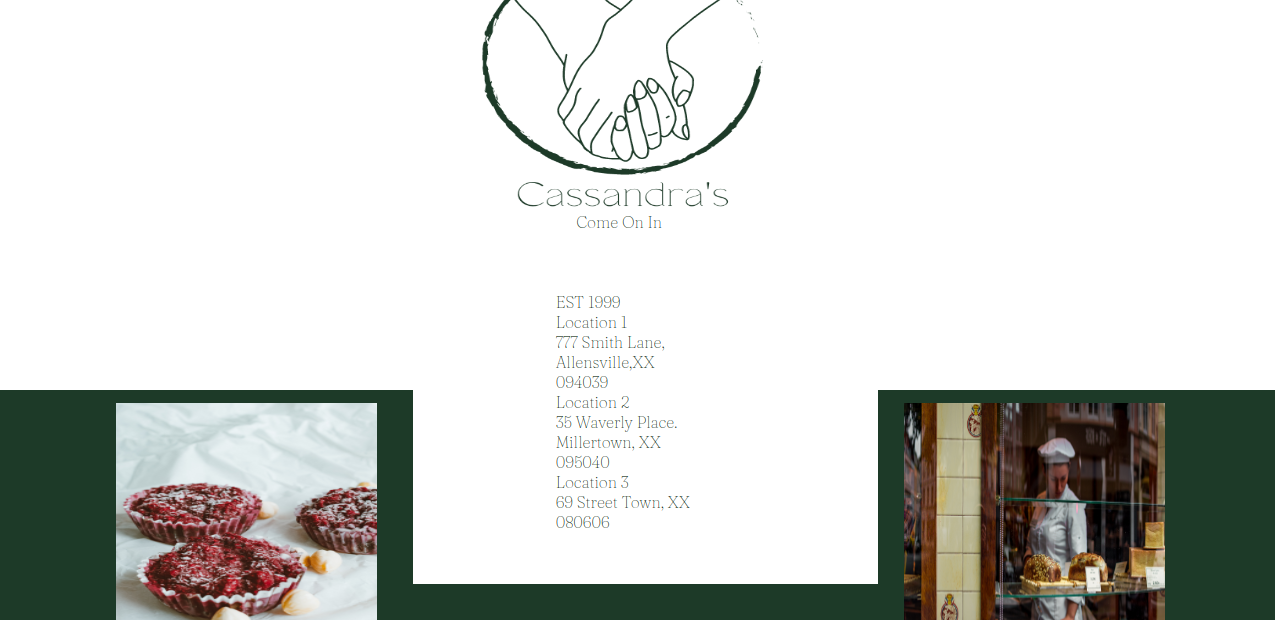 Cassandra's
Come On In
EST 1999
Location 1
777 Smith Lane,
Allensville,XX
094039
Location 2
35 Waverly Place.
Millertown, XX
095040
Location 3
69 Street Town, XX
080606